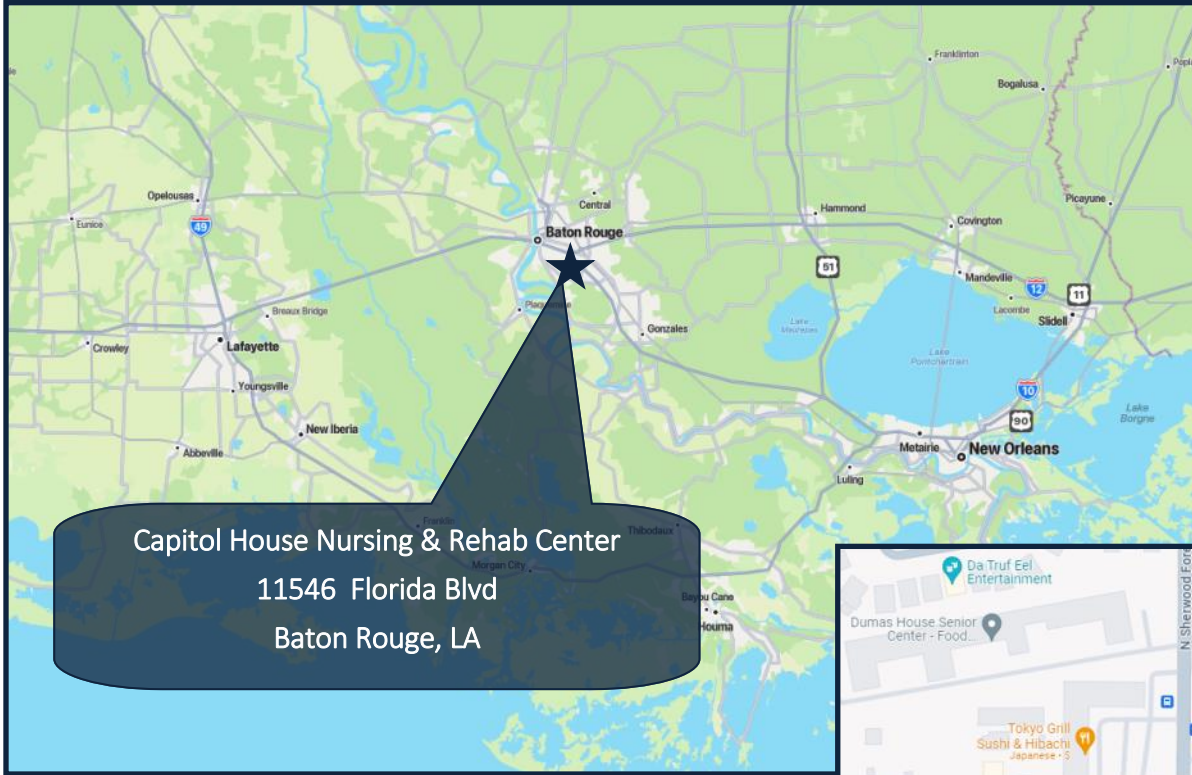 Franklinton
Bogalusa
Opelousas
Eunice
49
Central
Baton Rouge
Hammond
Covington
Picayune
51
Mandeville
12
11
Lacombe
Slidell
Breaux Bridge
Plaquemine
Gonzales
Lake
Maurepas
Lake
Pontchartrain
Crowley
Lafayette
Youngsville
10
90
Lake
Borgne
New Iberia
Abbeville
Metairie
New Orleans
Luling
Franklin
Thibodaux
Capitol House Nursing & Rehab Center
Morgan City
11546 Florida Blvd
Baton Rouge, LA
Bayou Cane
Houma
Da Truf Eel
Entertainment
Dumas House Senior
Center - Food...
N Sherwood Fore
Tokyo Grill
Sushi & Hibachi
Japanese · $